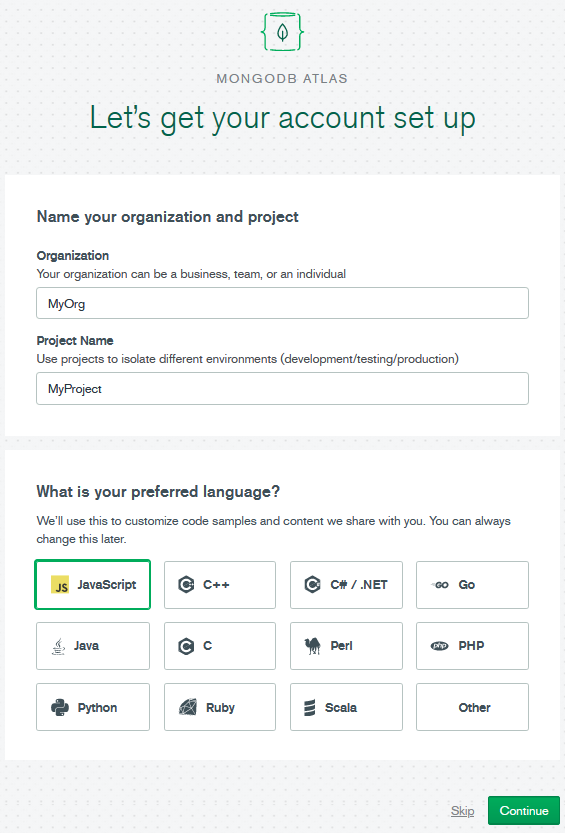 MONGODB ATLAS
Let's get your account set up
Name your organization and project
Organization
Your organization can be a business, team, or an individual
MyOrg
Project Name
Use projects to isolate different environments (development/testing/production)
MyProject
What is your preferred language?
We'll use this to customize code samples and content we share with you. You can always
change this later.
JS JavaScript
C++
C# / .NET
GO Go
Java
C C
Perl
php PHP
Python
Ruby
Scala
Other
Skip
Continue